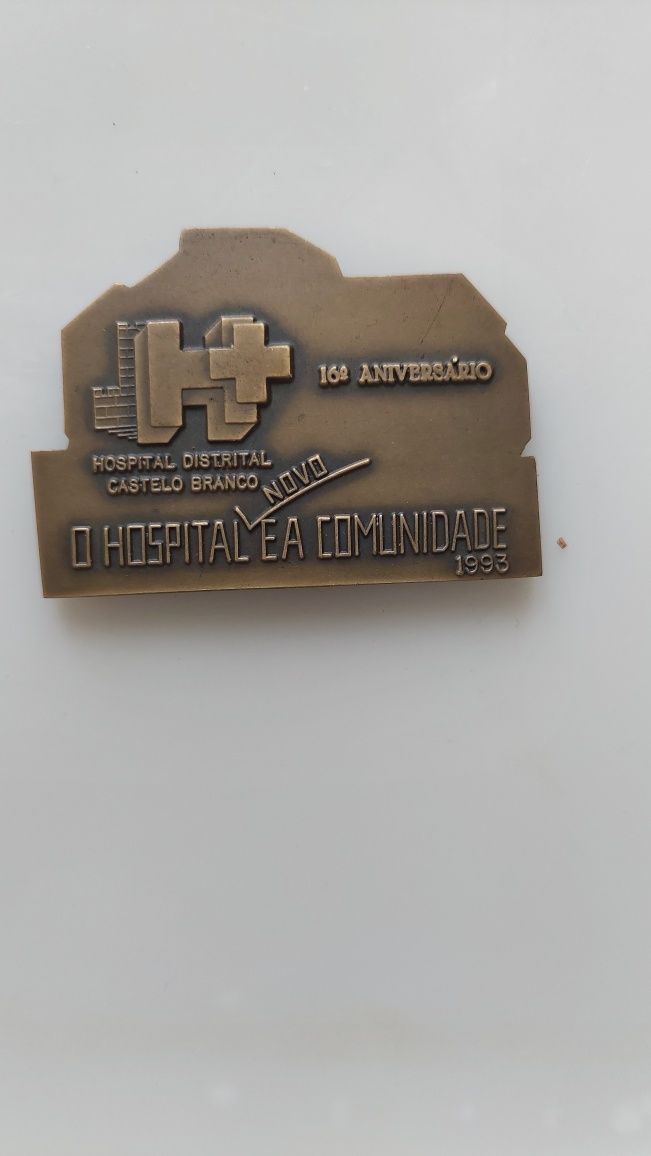 H+
16º ANIVERSÁRIO
HOSPITAL DISTRITAL
CASTELO BRANCO
NOVO
O HOSPITAL E A COMUNIDADE
1993